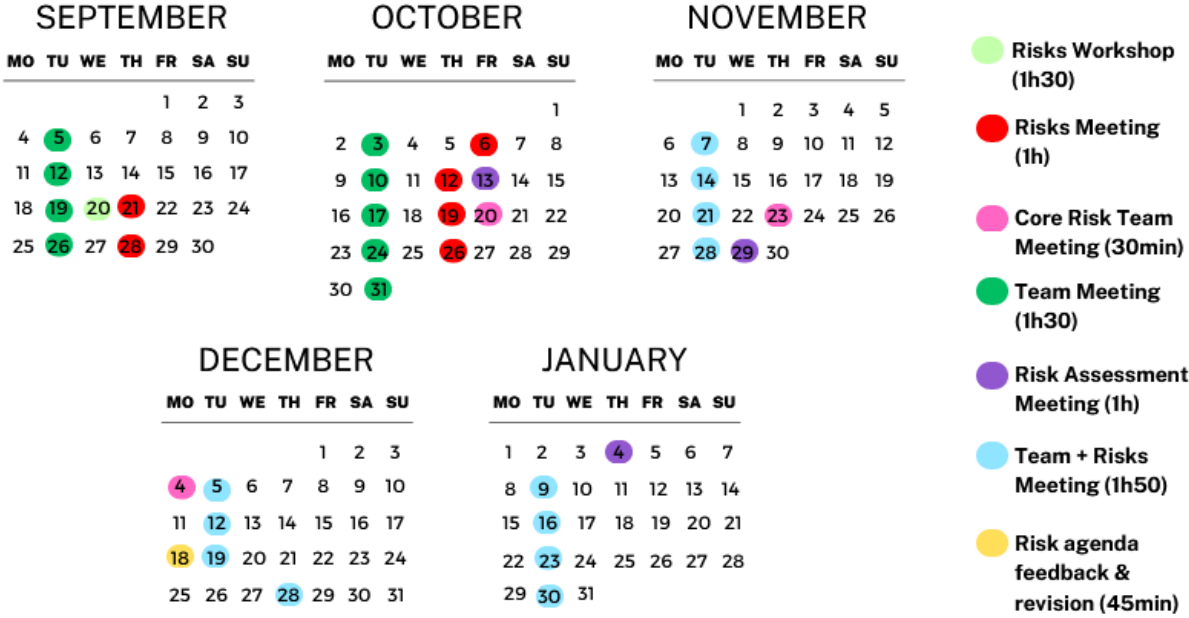 SEPTEMBER
MO TU WE TH FR SA SU
1 2 3
4 5 6 7 8 9 10
11 12 13 14 15 16 17
18 19 20 21 22 23 24
25 26 27 28 29 30
OCTOBER
MO TU WE TH FR SA SU
1
2 3 4 5 6 7 8
9 10 11 12 13 14 15
16 17 18 19 20 21 22
23 24 25 26 27 28 29
30 31
NOVEMBER
MO TU WE TH FR SA SU
1 2 3 4 5
6 7 8 9 10 11 12
13 14 15 16 17 18 19
20 21 22 23 24 25 26
27 28 29 30
DECEMBER
MO TU WE TH FR SA SU
1 2 3
4 5 6 7 8 9 10
11 12 13 14 15 16 17
18 19 20 21 22 23 24
25 26 27 28 29 30 31
JANUARY
MO TU WE TH FR SA SU
1 2 3 4 5 6 7
8 9 10 11 12 13 14
15 16 17 18 19 20 21
22 23 24 25 26 27 28
29 30 31
Risks Workshop
(1h30)
Risks Meeting
(1h)
Core Risk Team
Meeting (30min)
Team Meeting
(1h30)
Risk Assessment
Meeting (1h)
Team + Risks
Meeting (1h50)
Risk agenda
feedback &
revision (45min)